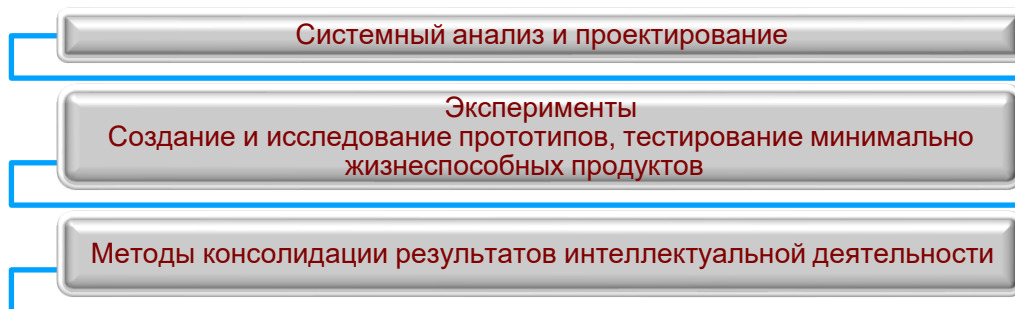 Системный анализ и проектирование
Эксперименты
Создание и исследование прототипов, тестирование минимально
жизнеспособных продуктов
Методы консолидации результатов интеллектуальной деятельности